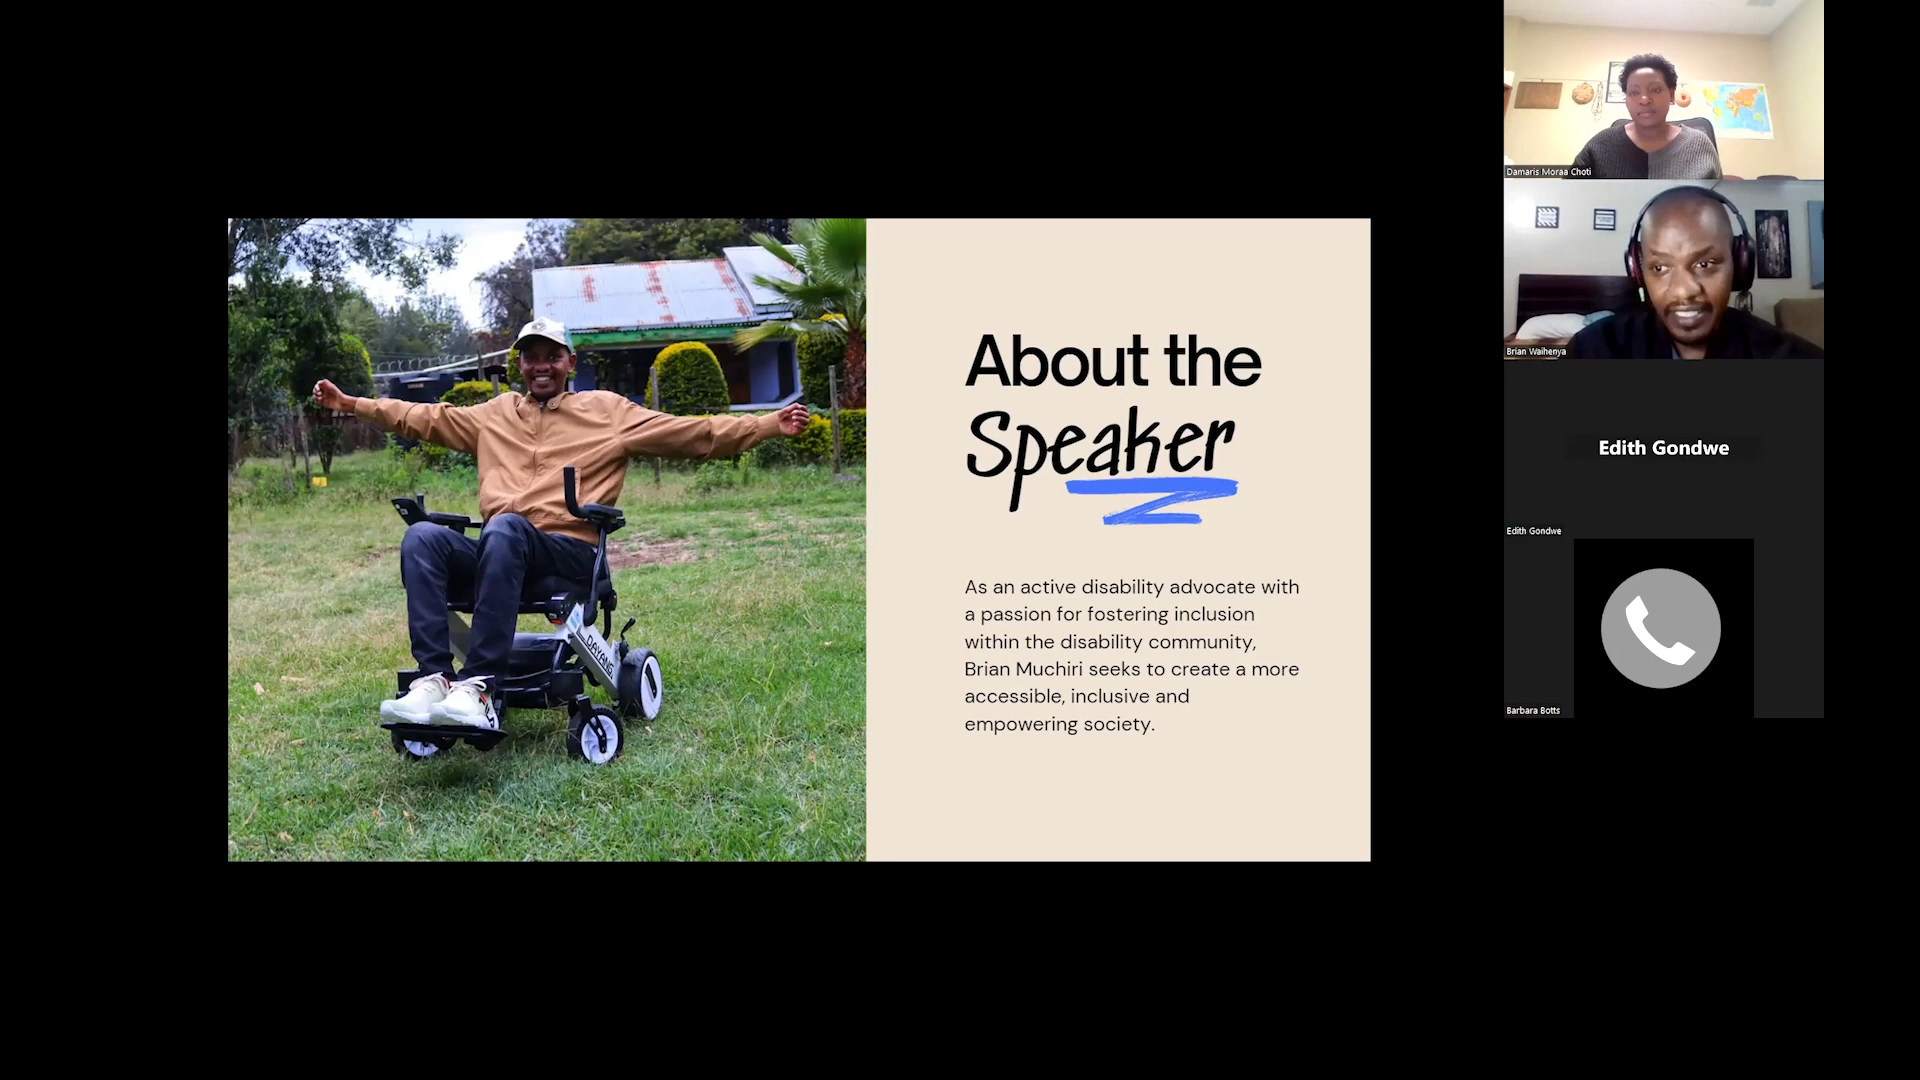 About the
Speaker
As an active disability advocate with
a passion for fostering inclusion
within the disability community,
Brian Muchiri seeks to create a more
accessible, inclusive and
empowering society.
DAYANG
Damaris Moraa Choti
Brian Waihenya
Edith Gondwe
Edith Gondwe
Barbara Botts